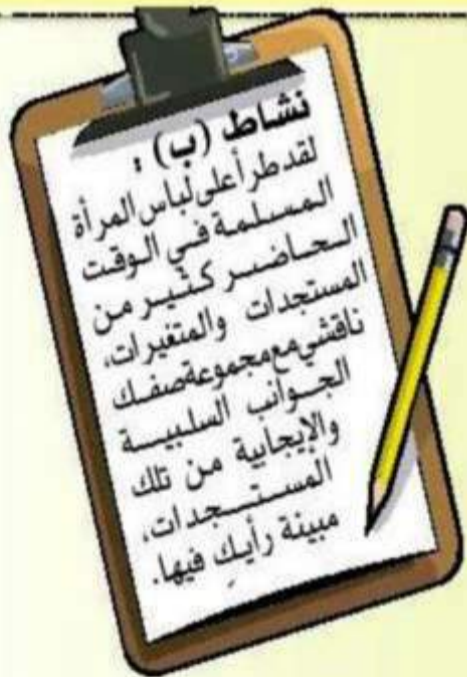 نشاط (ب) :
لقد طرأ على لباس المرأة
المسلمة في الوقت
الحاضر كثير من
المستجدات والمتغيرات،
ناقشي مع مجموعة صفك
الجوانب السلبية
والإيجابية من تلك
المستجدات،
مبينة رأيكِ فيها.